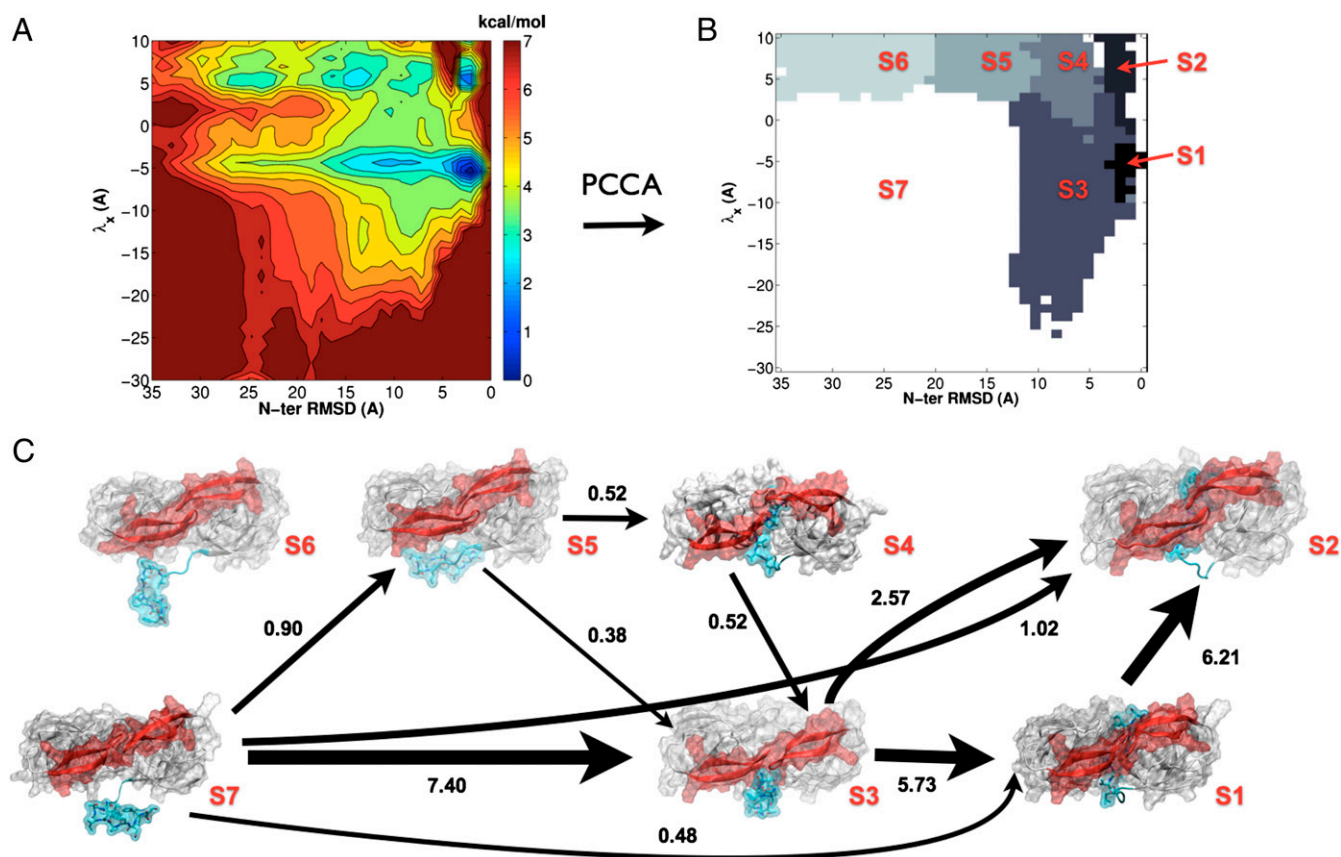 A
kcal/mol
10
5
0
−5
−10
−15
−20
−25
−30
λx (A)
35 30 25 20 15 10 5 0
N−ter RMSD (A)
7
6
5
4
3
2
1
0
PCCA
B
10
5
0
−5
−10
−15
−20
−25
−30
λx (A)
35 30 25 20 15 10 5 0
N−ter RMSD (A)
S6 S5 S4 S2
S1
S7 S3
C
S6
S5
0.52
S4
S2
0.90
0.38
0.52
2.57
1.02
6.21
S7
7.40
S3
5.73
S1
0.48